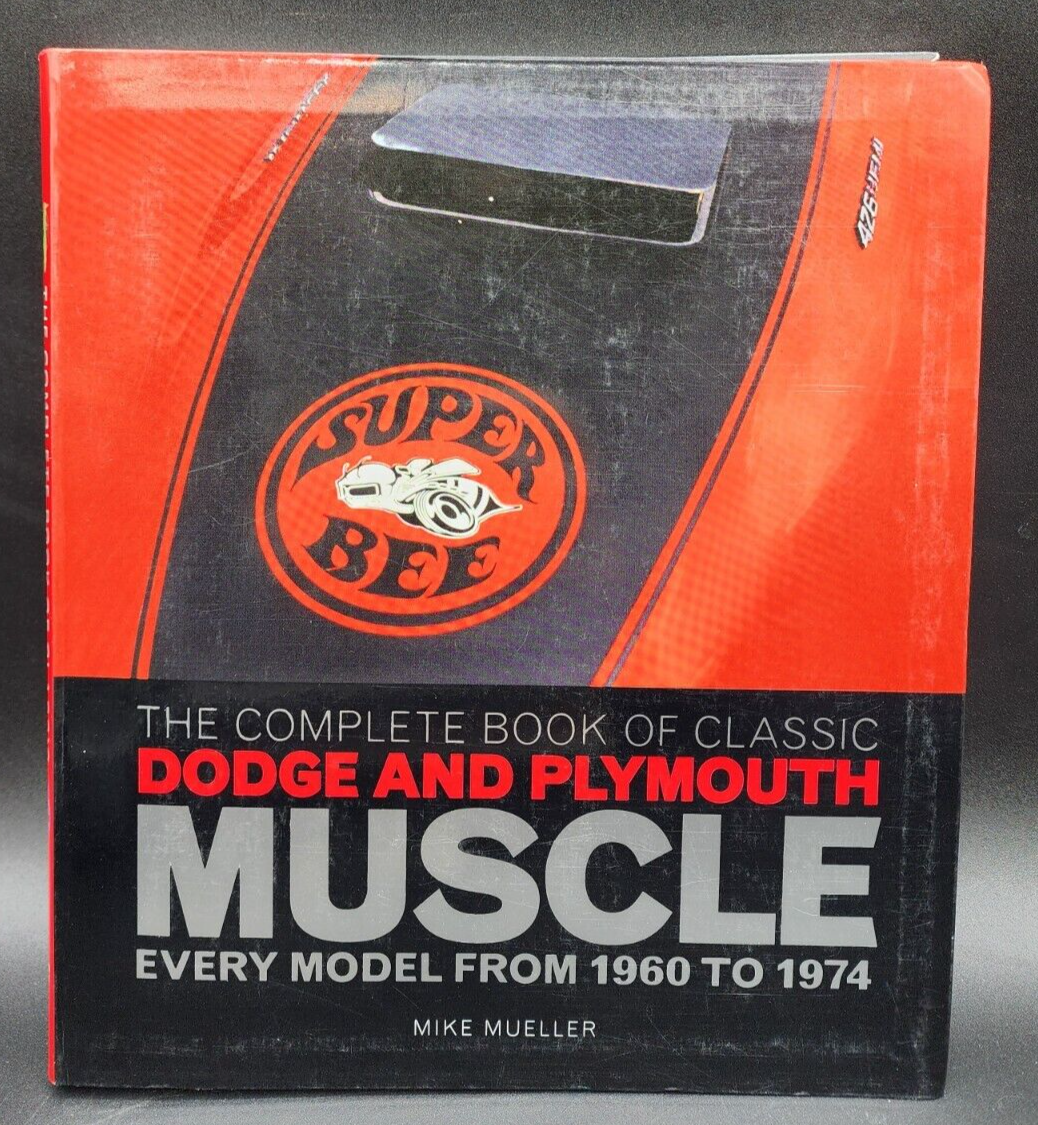 426 HEMI
SUPER
BEE
THE COMPLETE BOOK OF CLASSIC
DODGE AND PLYMOUTH
MUSCLE
EVERY MODEL FROM 1960 TO 1974
MIKE MUELLER